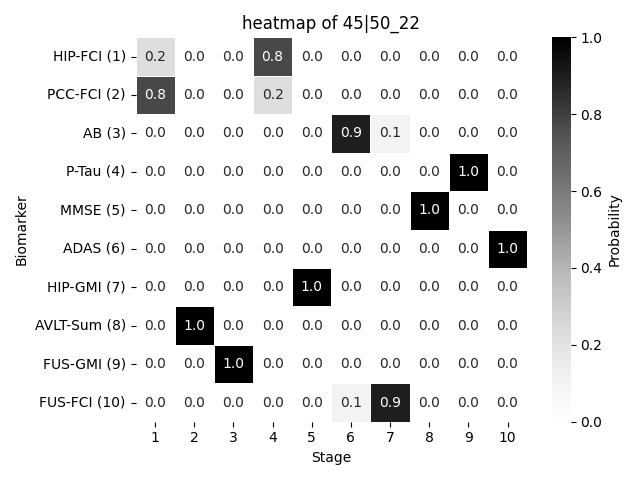 heatmap of 45|50_22
HIP-FCI (1) 0.2 0.0 0.0 0.8 0.0 0.0 0.0 0.0 0.0 0.0
PCC-FCI (2) 0.8 0.0 0.0 0.2 0.0 0.0 0.0 0.0 0.0 0.0
AB (3) 0.0 0.0 0.0 0.0 0.0 0.9 0.1 0.0 0.0 0.0
P-Tau (4) 0.0 0.0 0.0 0.0 0.0 0.0 0.0 0.0 1.0 0.0
MMSE (5) 0.0 0.0 0.0 0.0 0.0 0.0 0.0 1.0 0.0 0.0
ADAS (6) 0.0 0.0 0.0 0.0 0.0 0.0 0.0 0.0 0.0 1.0
HIP-GMI (7) 0.0 0.0 0.0 0.0 1.0 0.0 0.0 0.0 0.0 0.0
AVLT-Sum (8) 0.0 1.0 0.0 0.0 0.0 0.0 0.0 0.0 0.0 0.0
FUS-GMI (9) 0.0 0.0 1.0 0.0 0.0 0.0 0.0 0.0 0.0 0.0
FUS-FCI (10) 0.0 0.0 0.0 0.0 0.0 0.1 0.9 0.0 0.0 0.0
1 2 3 4 5 6 7 8 9 10
Stage
Biomarker
1.0
0.8
0.6
0.4
0.2
0.0
Probability